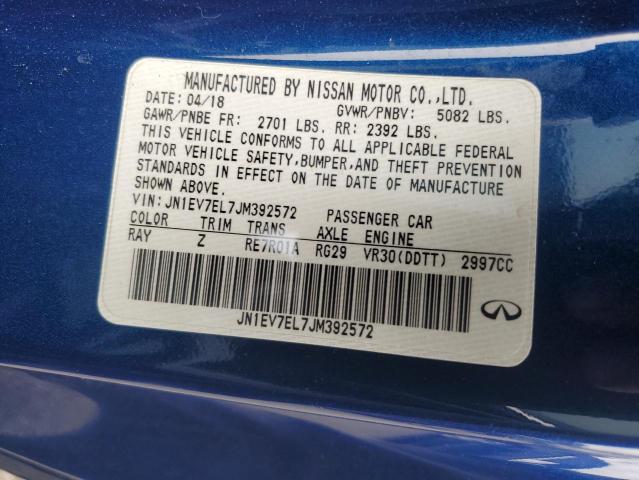 MANUFACTURED BY NISSAN MOTOR CO.,LTD.
DATE: 04/18 GVWR/PNBV: 5082 LBS.
GAWR/PNBE FR: 2701 LBS. RR: 2392 LBS.
THIS VEHICLE CONFORMS TO ALL APPLICABLE FEDERAL
MOTOR VEHICLE SAFETY,BUMPER,AND THEFT PREVENTION
STANDARDS IN EFFECT ON THE DATE OF MANUFACTURE
SHOWN ABOVE.
VIN: JN1EV7EL7JM392572 PASSENGER CAR
COLOR TRIM TRANS AXLE ENGINE
RAY Z RE7R01A RG29 VR30(DDTT) 2997CC
JN1EV7EL7JM392572